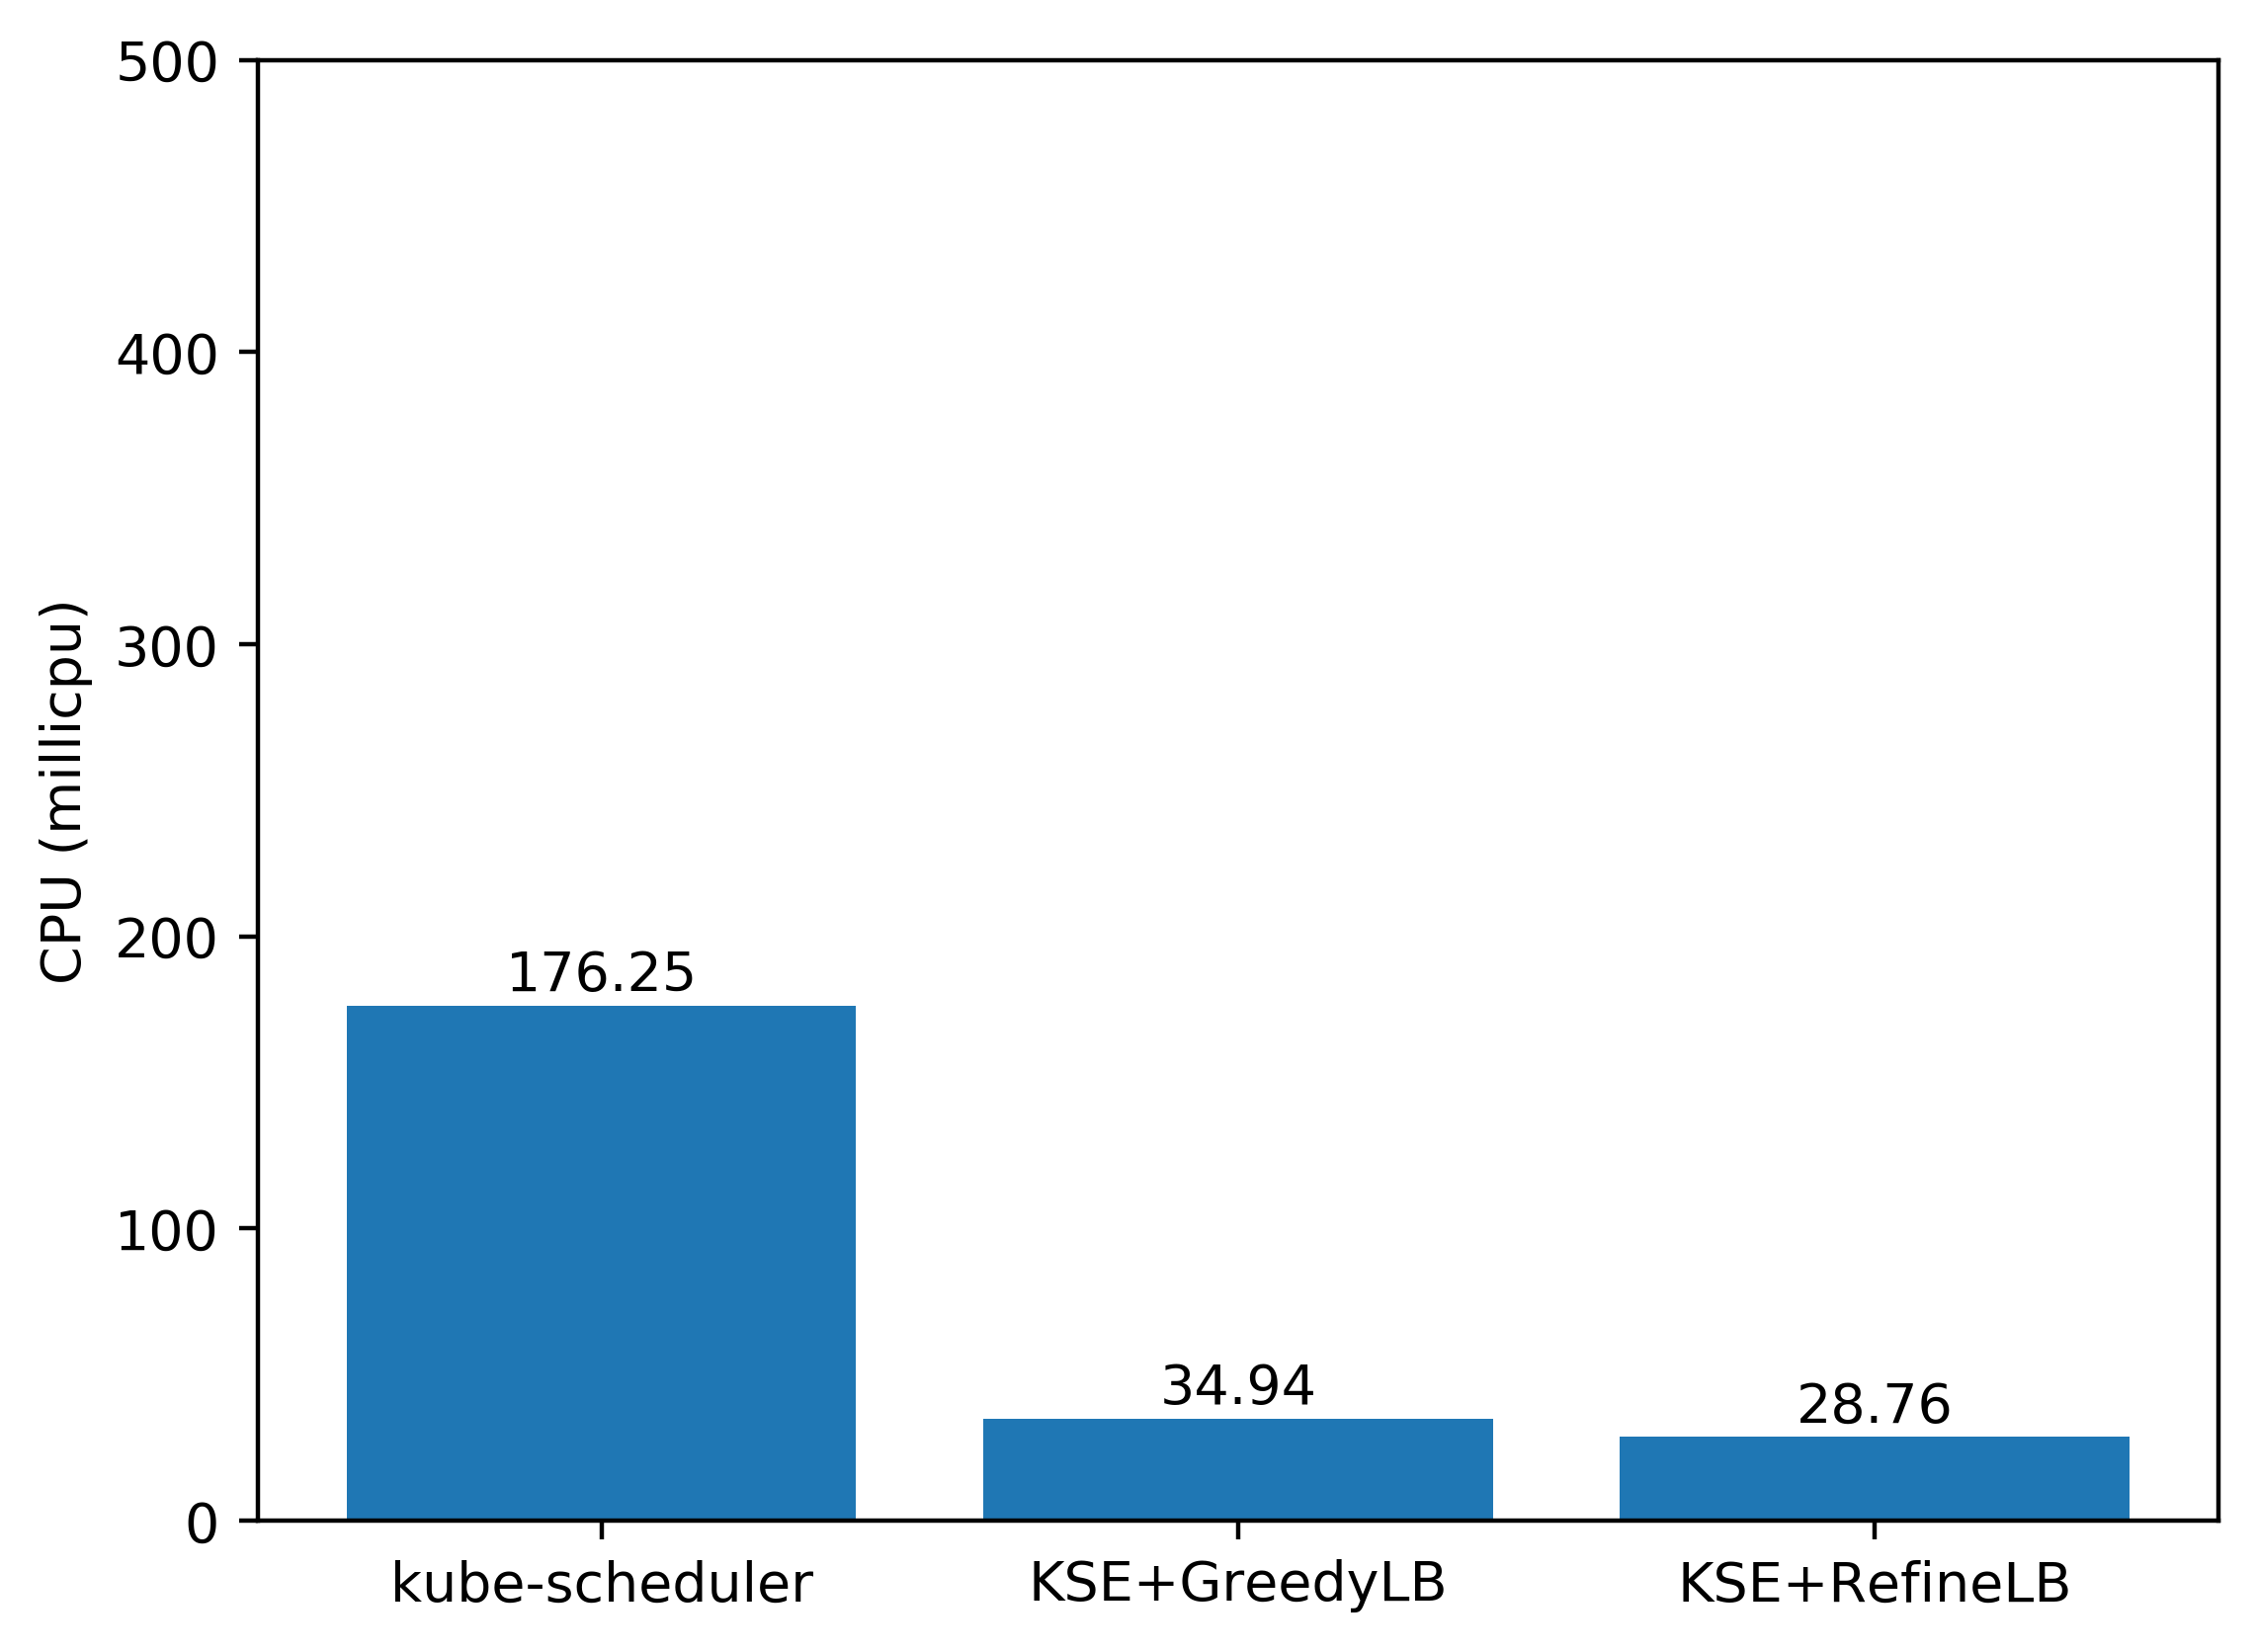 500
400
300
200
100
0
CPU (millicpu)
176.25
34.94
28.76
kube-scheduler
KSE+GreedyLB
KSE+RefineLB